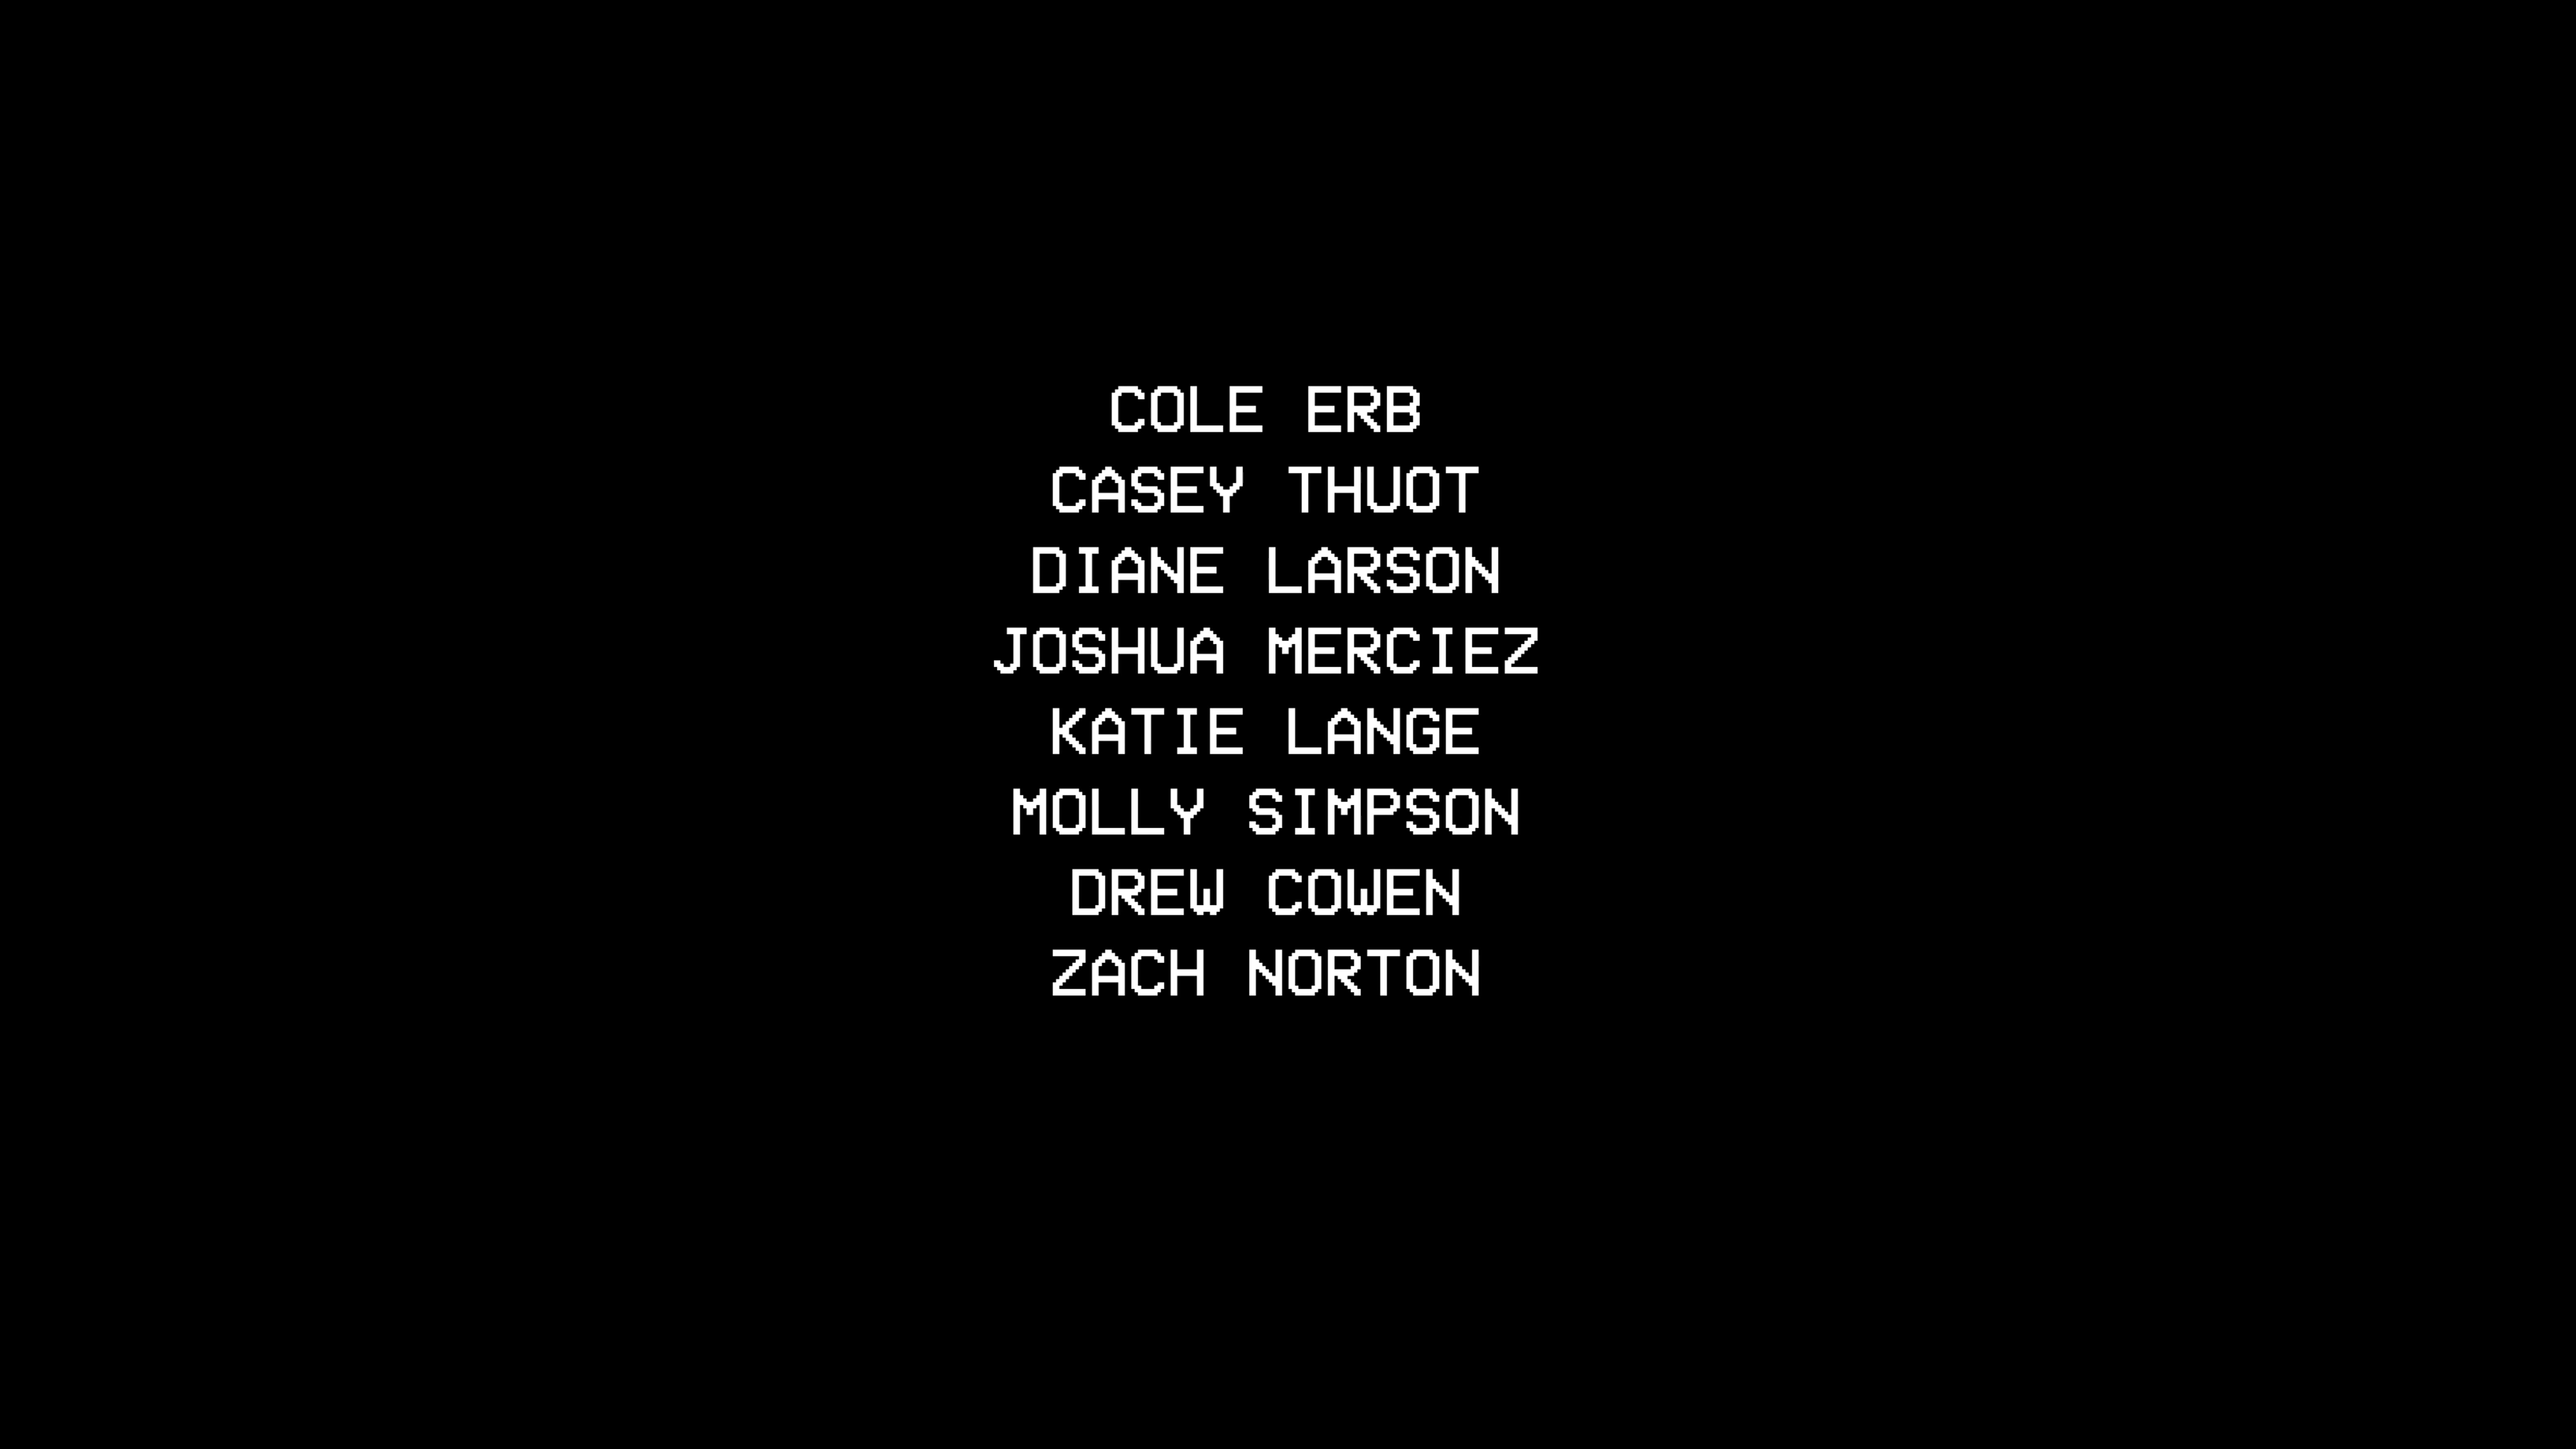 COLE ERB
CASEY THUOT
DIANE LARSON
JOSHUA MERCIEZ
KATIE LANGE
MOLLY SIMPSON
DREW COWEN
ZACH NORTON